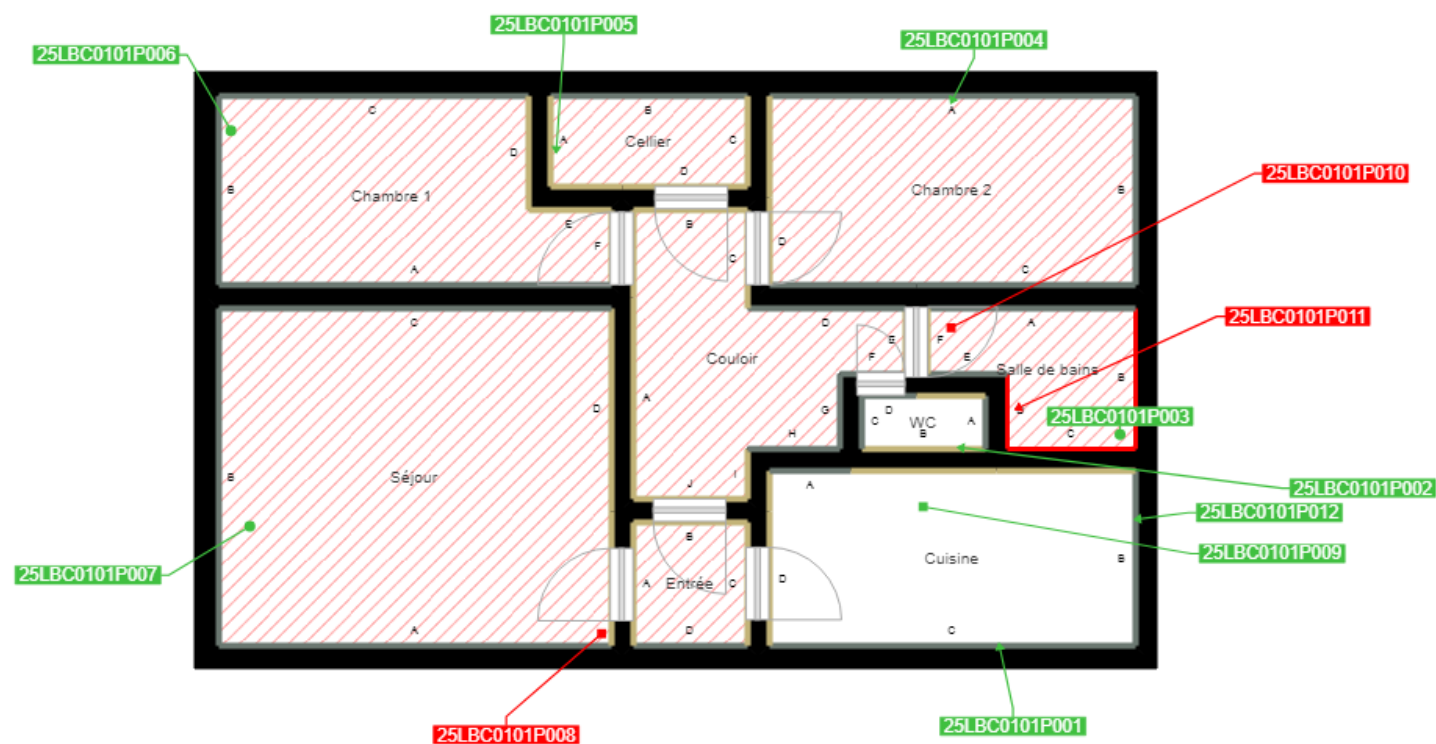 25LBC0101P005
25LBC0101P004
25LBC0101P006
C
B
A
A
C
Cellier
D
D
Chambre 1
B
Chambre 2
B
25LBC0101P010
E
F
A
B
C
D
C
25LBC0101P011
C
D
E
F
A
F
E
B
Salle de bains
Couloir
A
D
G
H
D
C
WC
B
A
C
25LBC0101P003
B
Séjour
I
J
A
25LBC0101P002
25LBC0101P012
25LBC0101P009
B
A
Entrée
C
D
D
Cuisine
B
25LBC0101P007
A
C
25LBC0101P008
25LBC0101P001